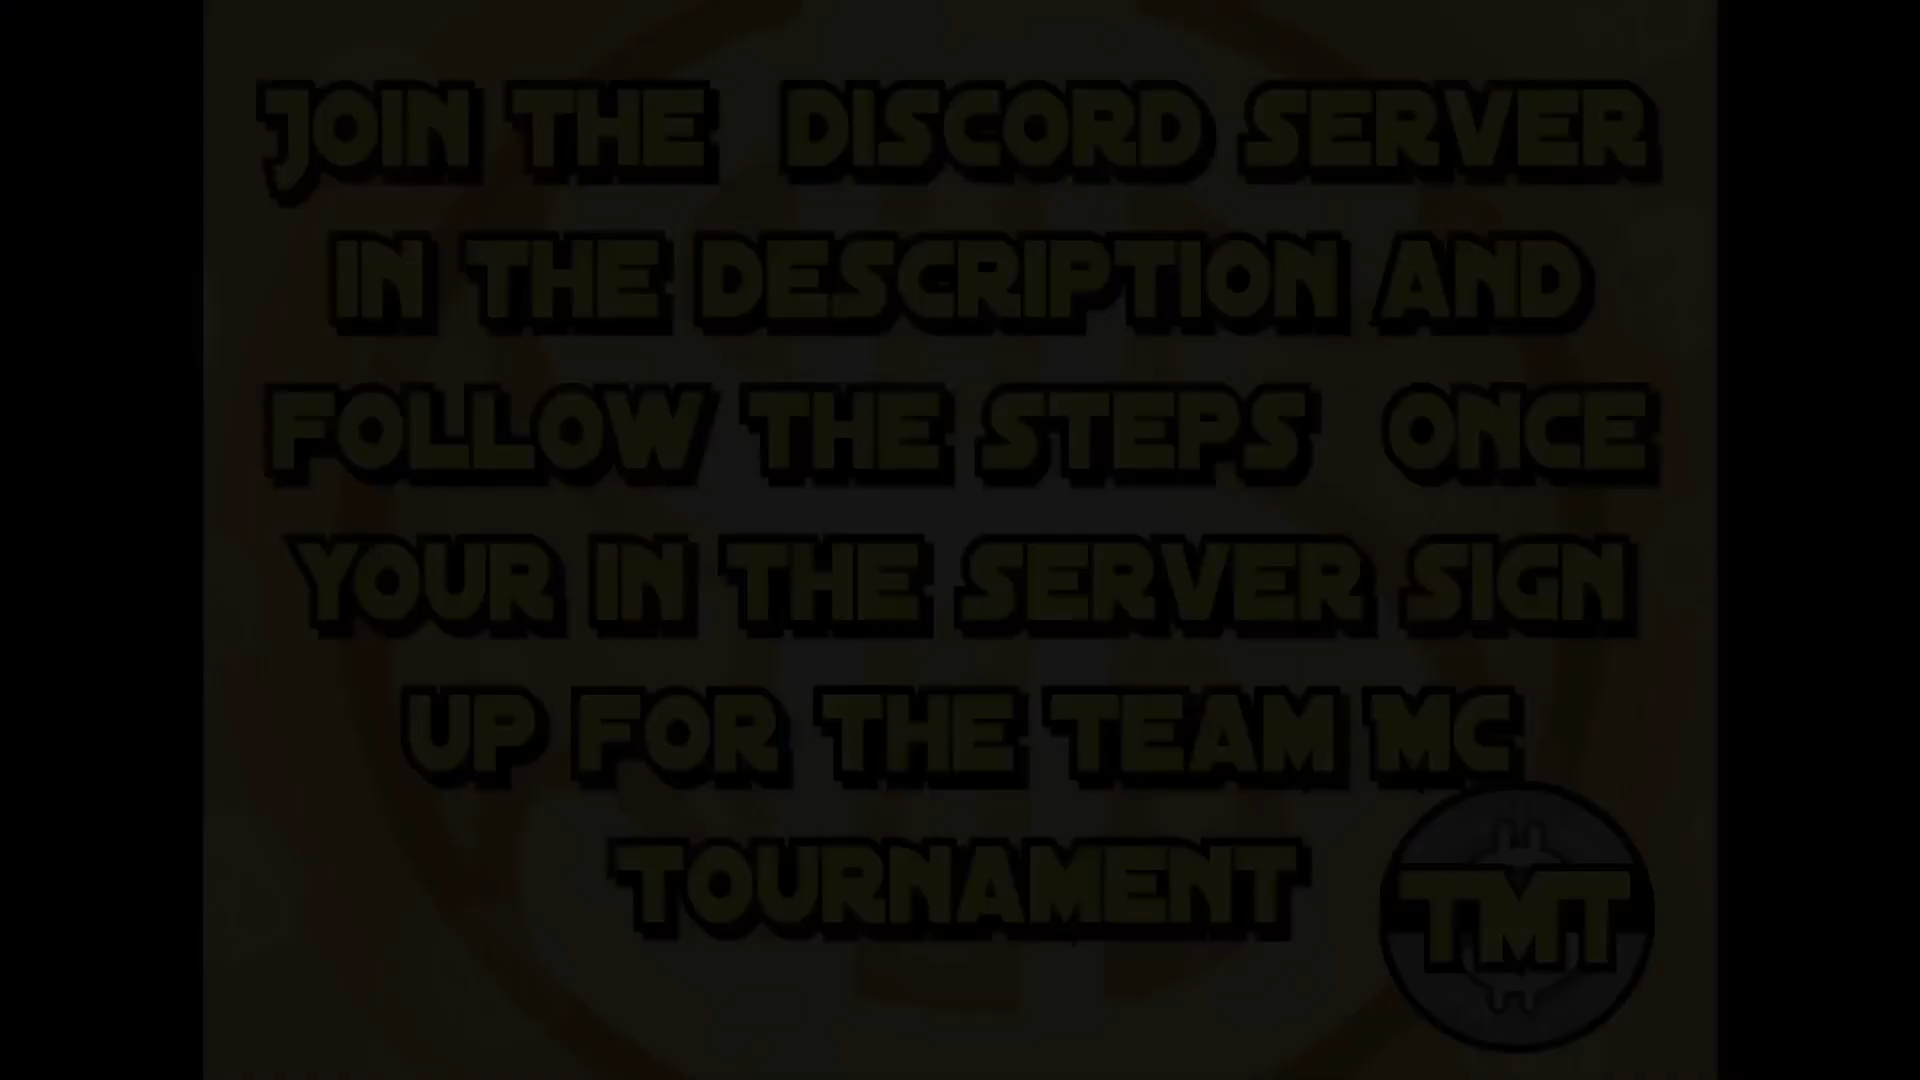 JOIN THE DISCORD SERVER
IN THE DESCRIPTION AND
FOLLOW THE STEPS ONCE
YOUR IN THE SERVER SIGN
UP FOR THE TEAM MC
TOURNAMENT
TMT